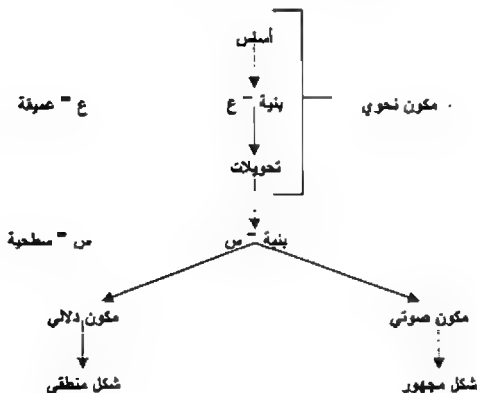 أساس
. مكون نحوي
بنية – ع
ع = عميقة
تحويلات
بنية – س
س = سطحية
مكون صوتي
مكون دلالي
شكل مجهور
شكل منطقي